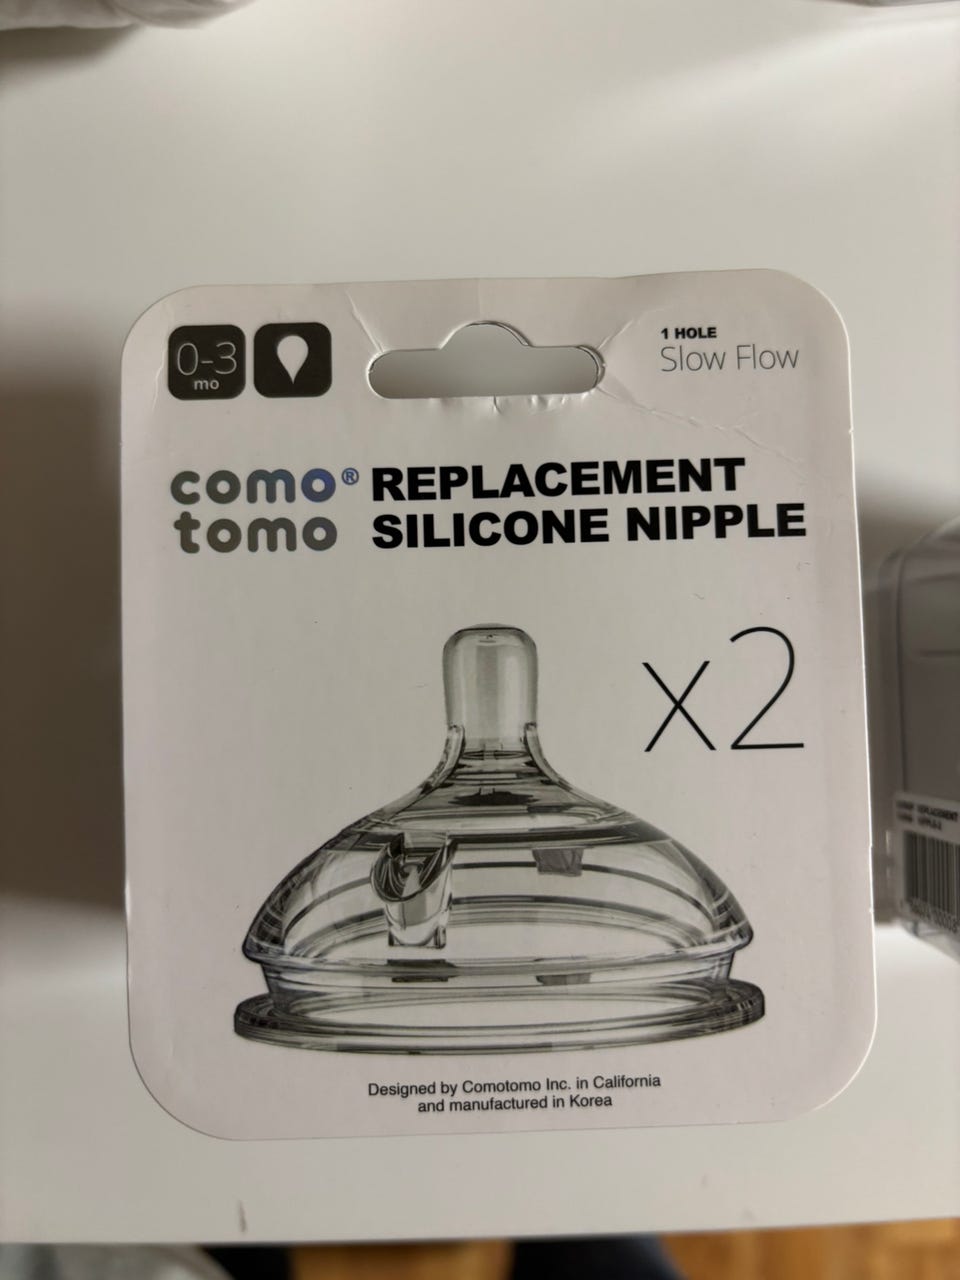 0-3
mo
1 HOLE
Slow Flow
como® REPLACEMENT
tomo SILICONE NIPPLE
x2
Designed by Comotomo Inc. in California
and manufactured in Korea
REPLACEMENT